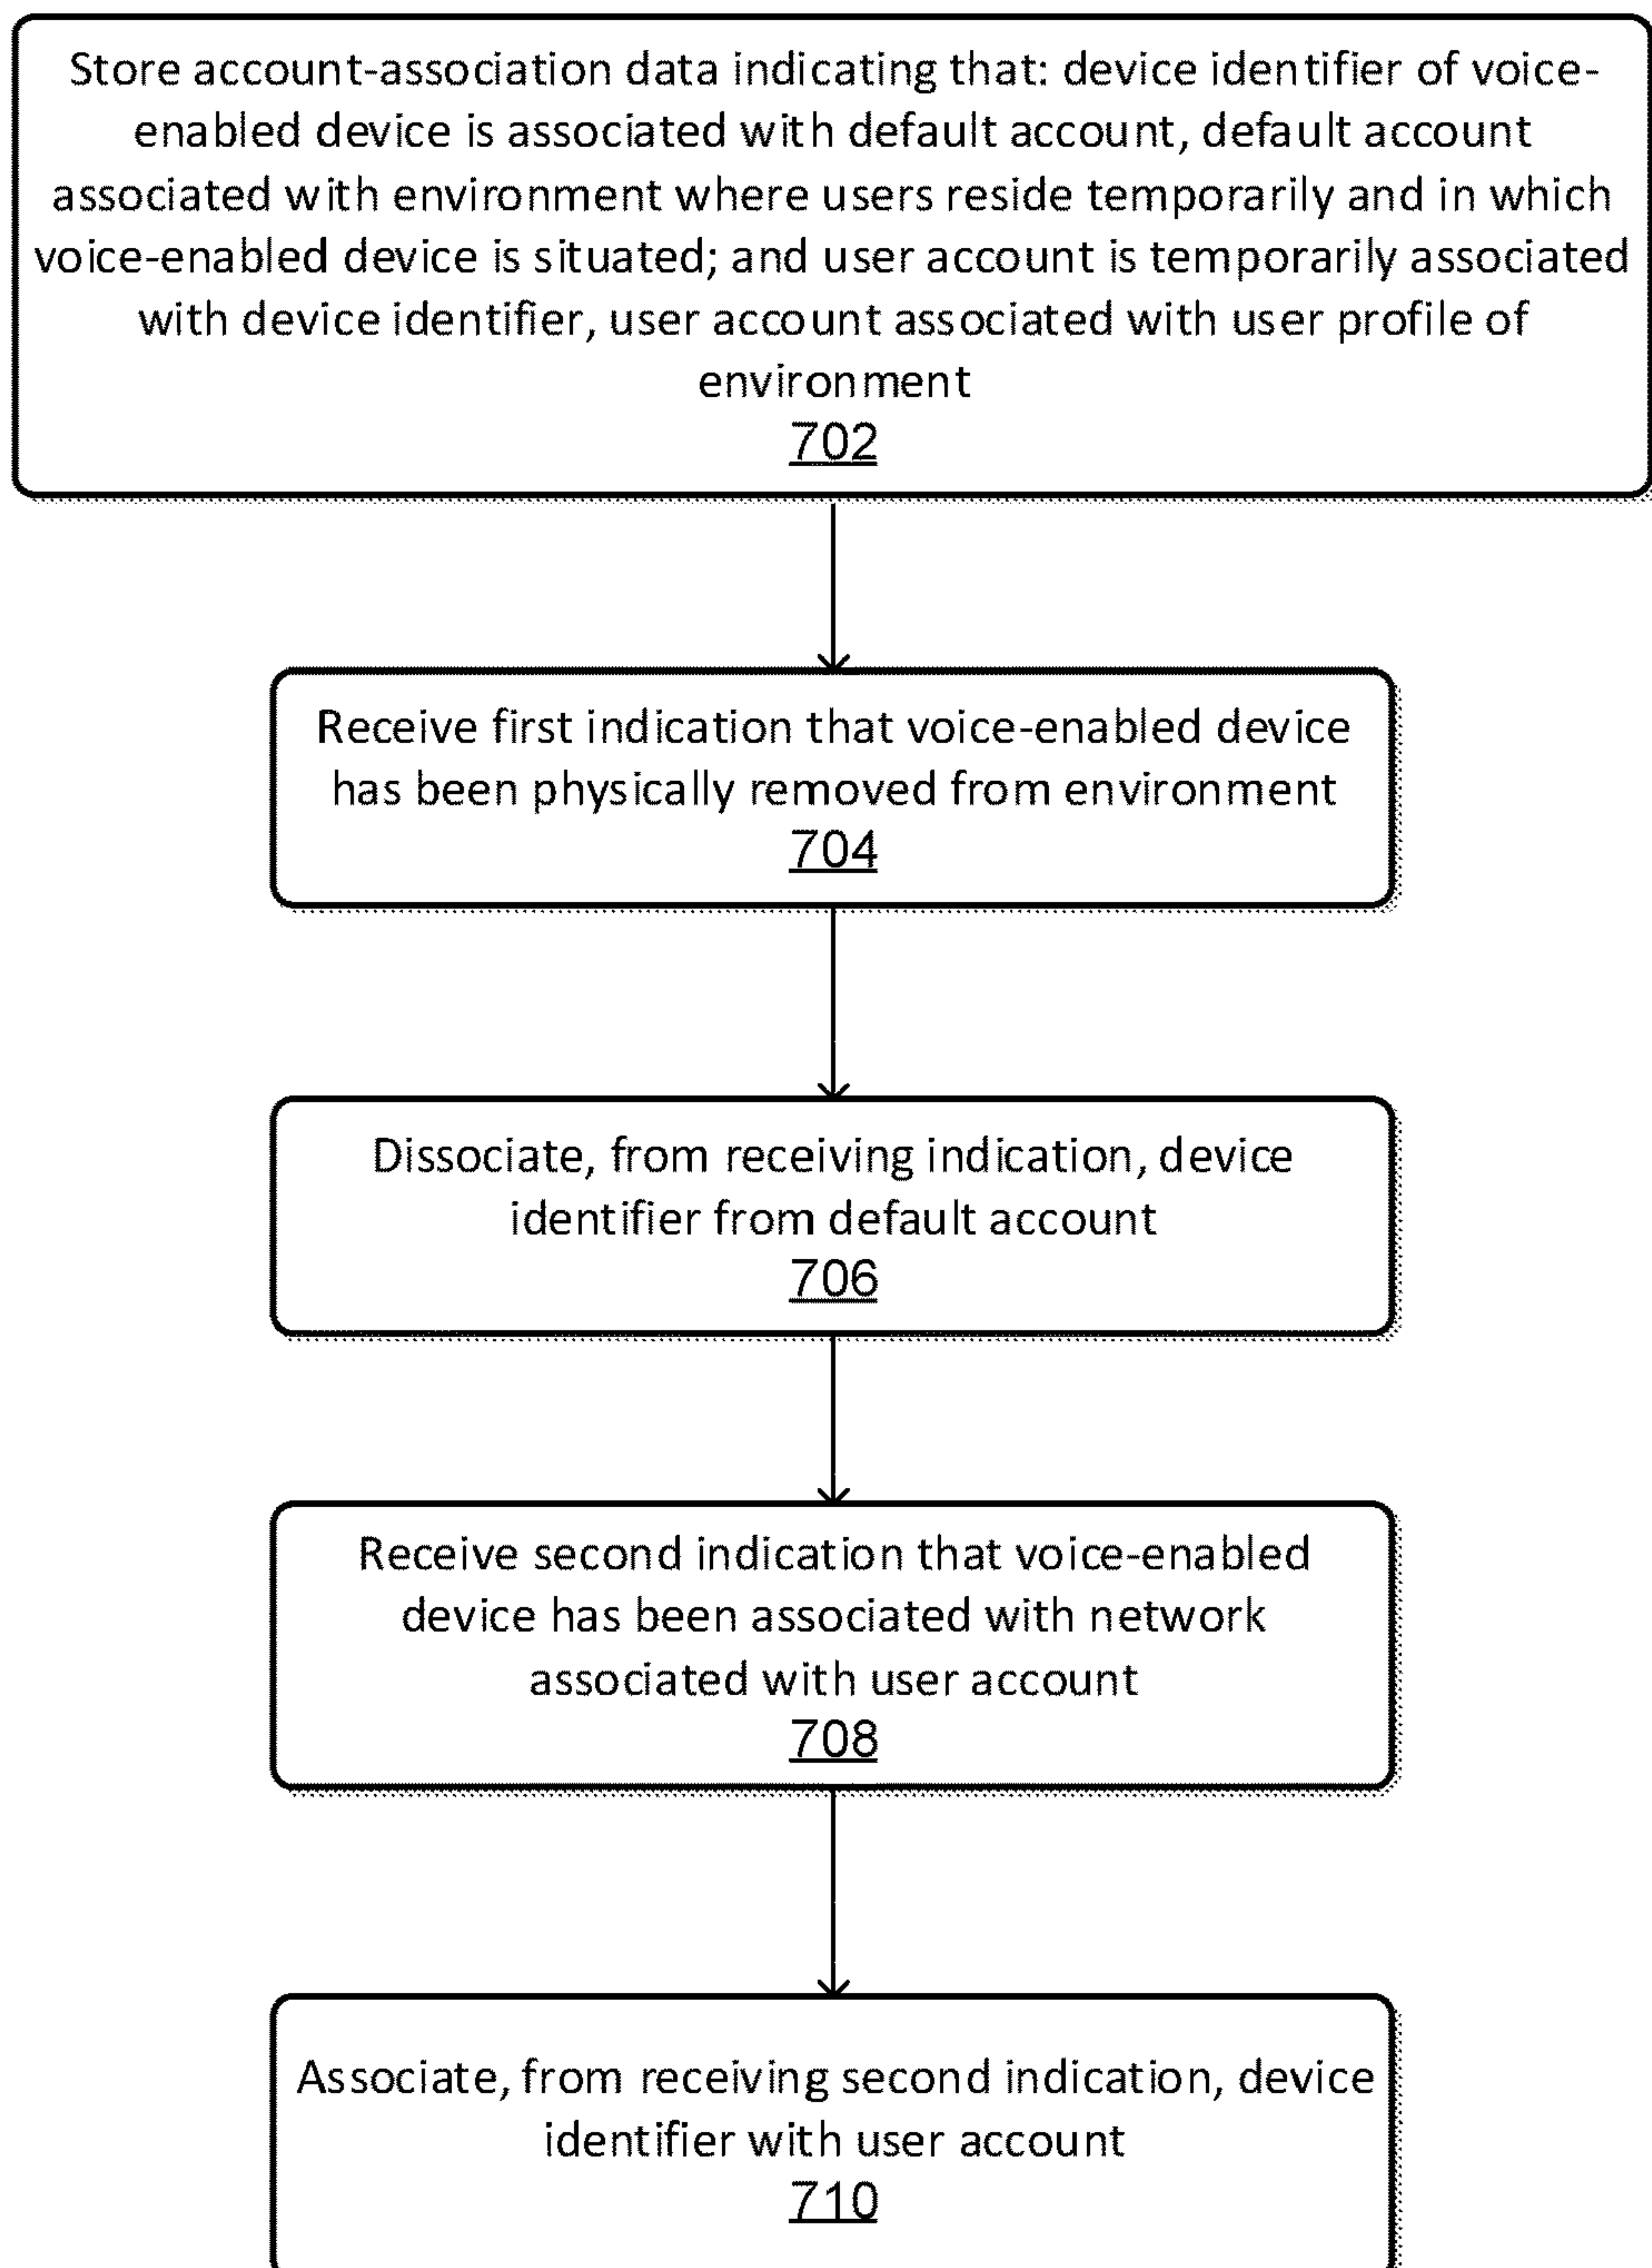 Store account-association data indicating that: device identifier of voice-
enabled device is associated with default account, default account
associated with environment where users reside temporarily and in which
voice-enabled device is situated; and user account is temporarily associated
with device identifier, user account associated with user profile of
environment
702
Receive first indication that voice-enabled device
has been physically removed from environment
704
Dissociate, from receiving indication, device
identifier from default account
706
Receive second indication that voice-enabled
device has been associated with network
associated with user account
708
Associate, from receiving second indication, device
identifier with user account
710